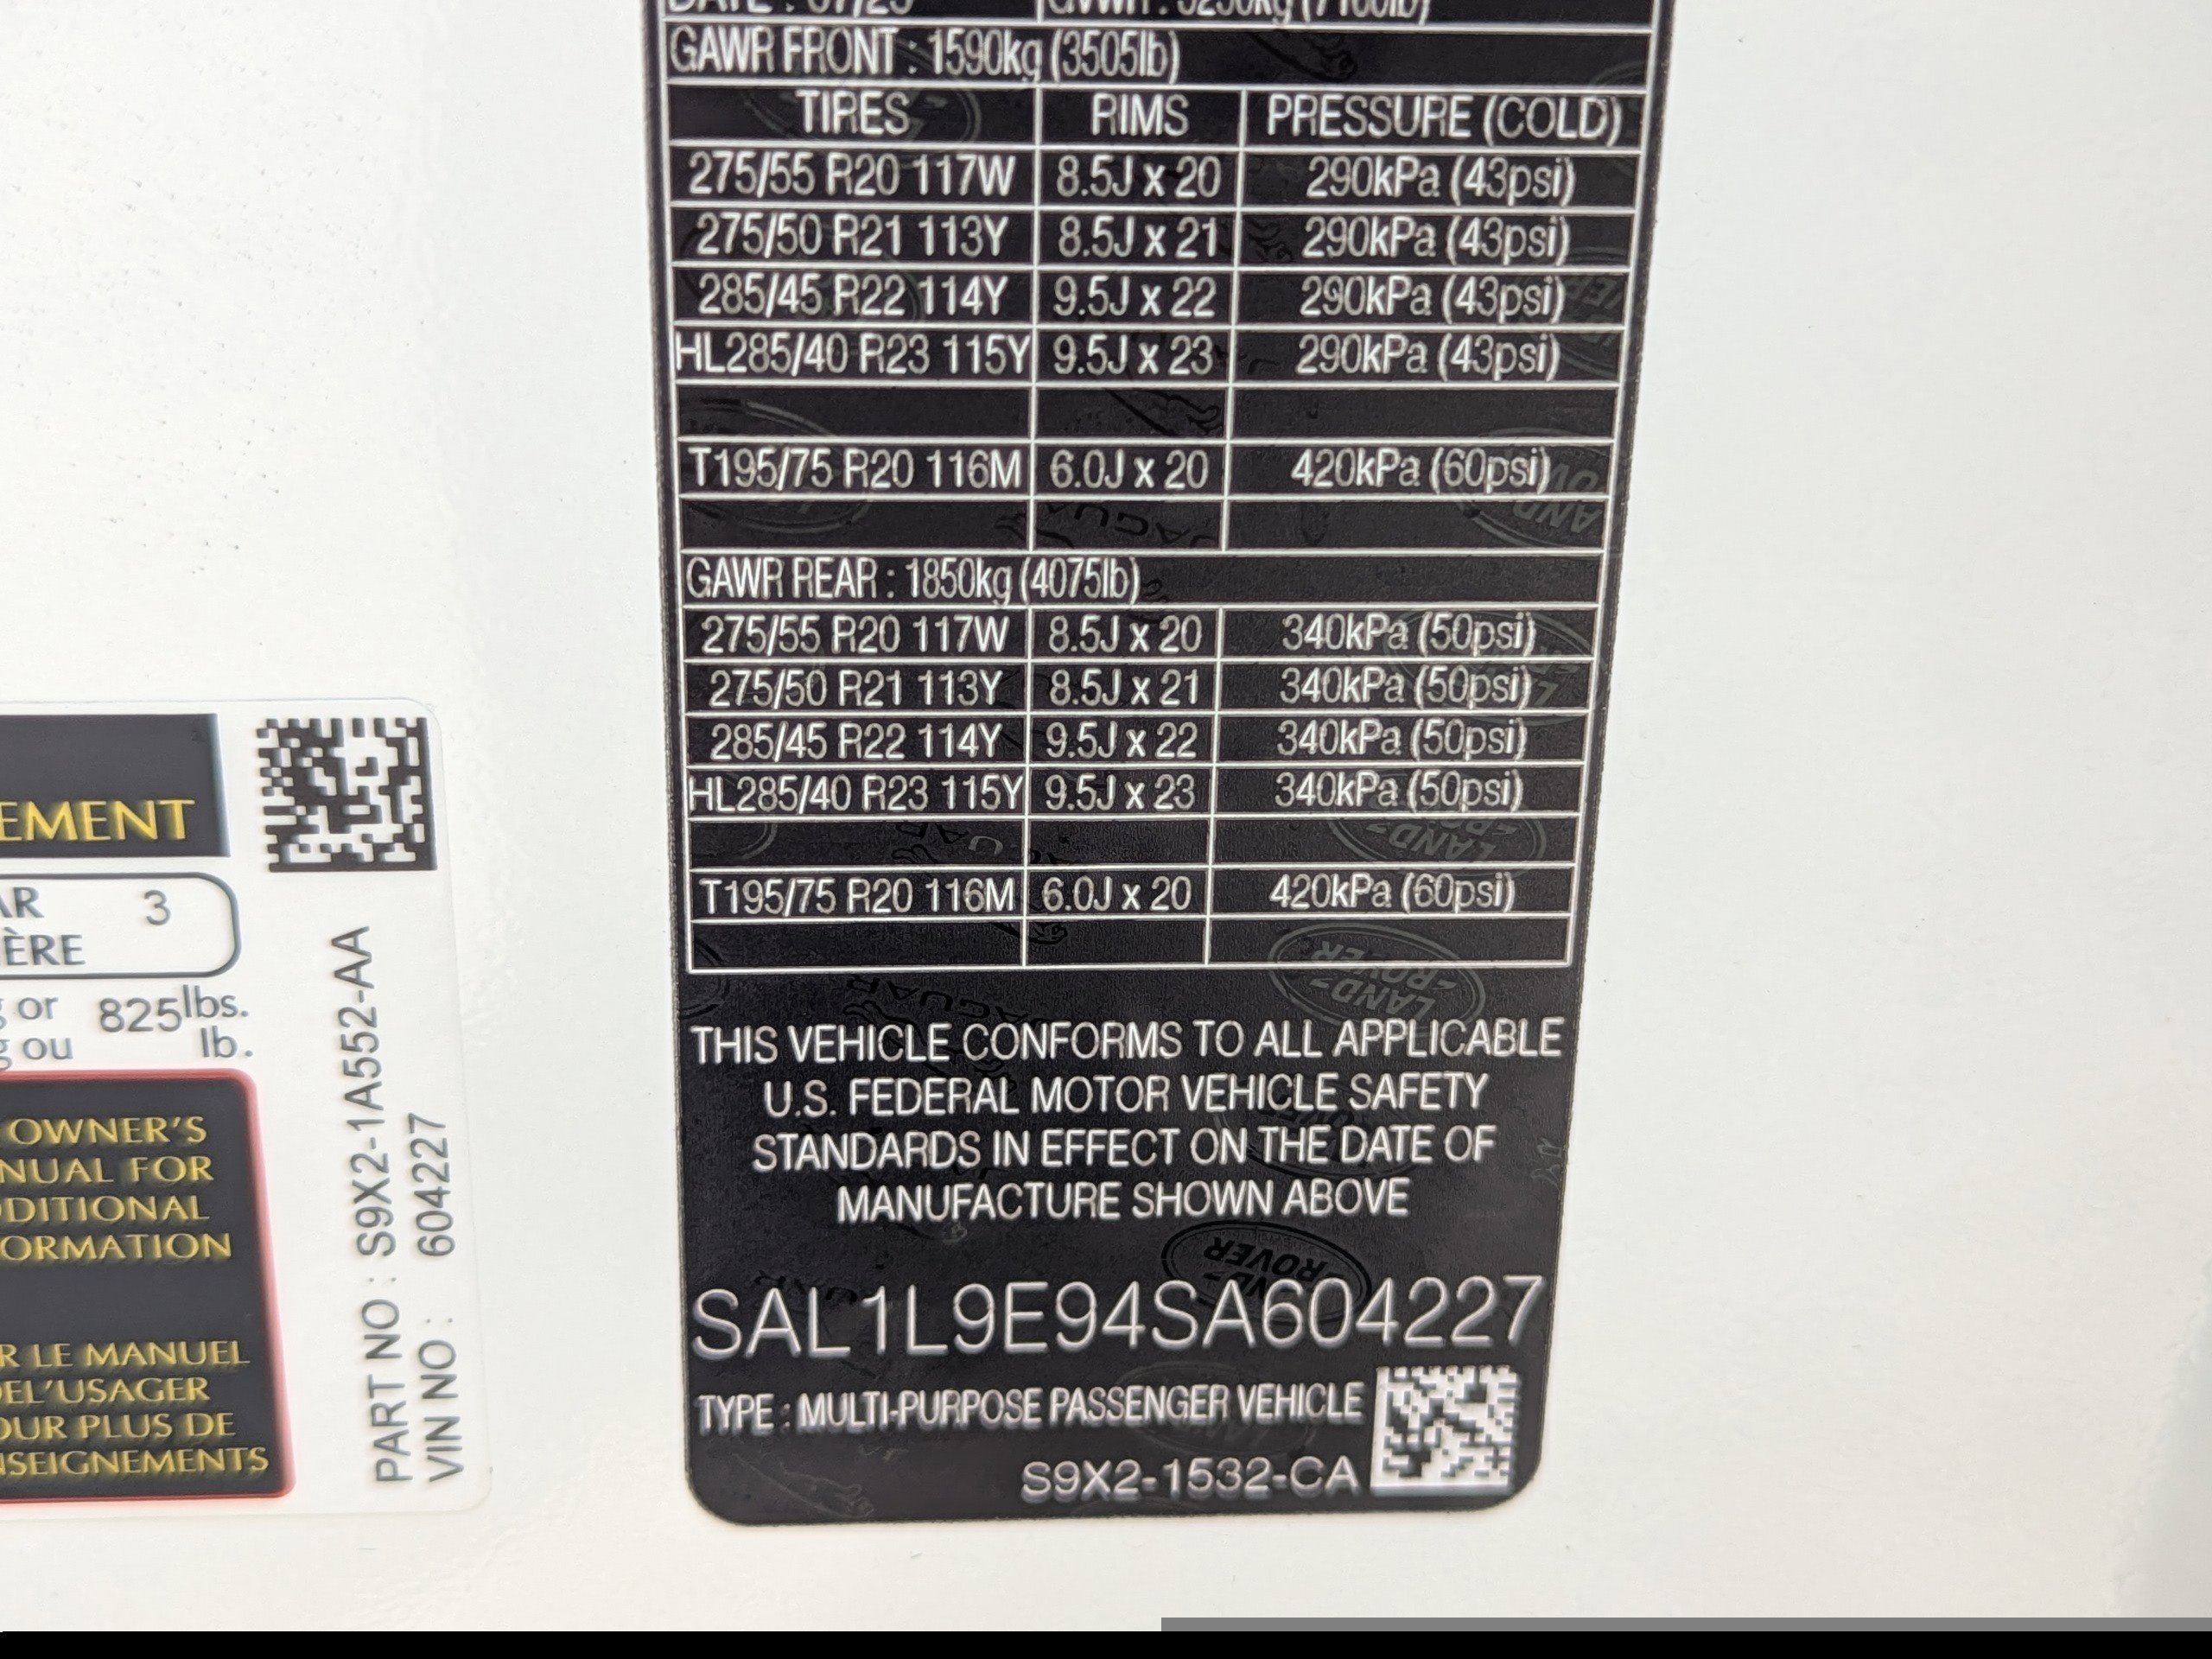 GAWR FRONT : 1590kg (3505lb)
TIRES RIMS PRESSURE (COLD)
275/55 R20 117W 8.5J x 20 290kPa (43psi)
275/50 R21 113Y 8.5J x 21 290kPa (43psi)
285/45 R22 114Y 9.5J x 22 290kPa (43psi)
HL285/40 R23 115Y 9.5J x 23 290kPa (43psi)
T195/75 R20 116M 6.0J x 20 420kPa (60psi)
GAWR REAR : 1850kg (4075lb)
275/55 R20 117W 8.5J x 20 340kPa (50psi)
275/50 R21 113Y 8.5J x 21 340kPa (50psi)
285/45 R22 114Y 9.5J x 22 340kPa (50psi)
HL285/40 R23 115Y 9.5J x 23 340kPa (50psi)
T195/75 R20 116M 6.0J x 20 420kPa (60psi)
THIS VEHICLE CONFORMS TO ALL APPLICABLE
U.S. FEDERAL MOTOR VEHICLE SAFETY
STANDARDS IN EFFECT ON THE DATE OF
MANUFACTURE SHOWN ABOVE
SAL1L9E94SA604227
TYPE : MULTI-PURPOSE PASSENGER VEHICLE
S9X2-1532-CA
EMENT
AR 3
ÈRE
g or 825 lbs.
g ou lb.
OWNER'S
NUAL FOR
DITIONAL
ORMATION
R LE MANUEL
DEL'USAGER
OUR PLUS DE
NSEIGNEMENTS
PART NO : S9X2-1A552-AA
VIN NO : 604227